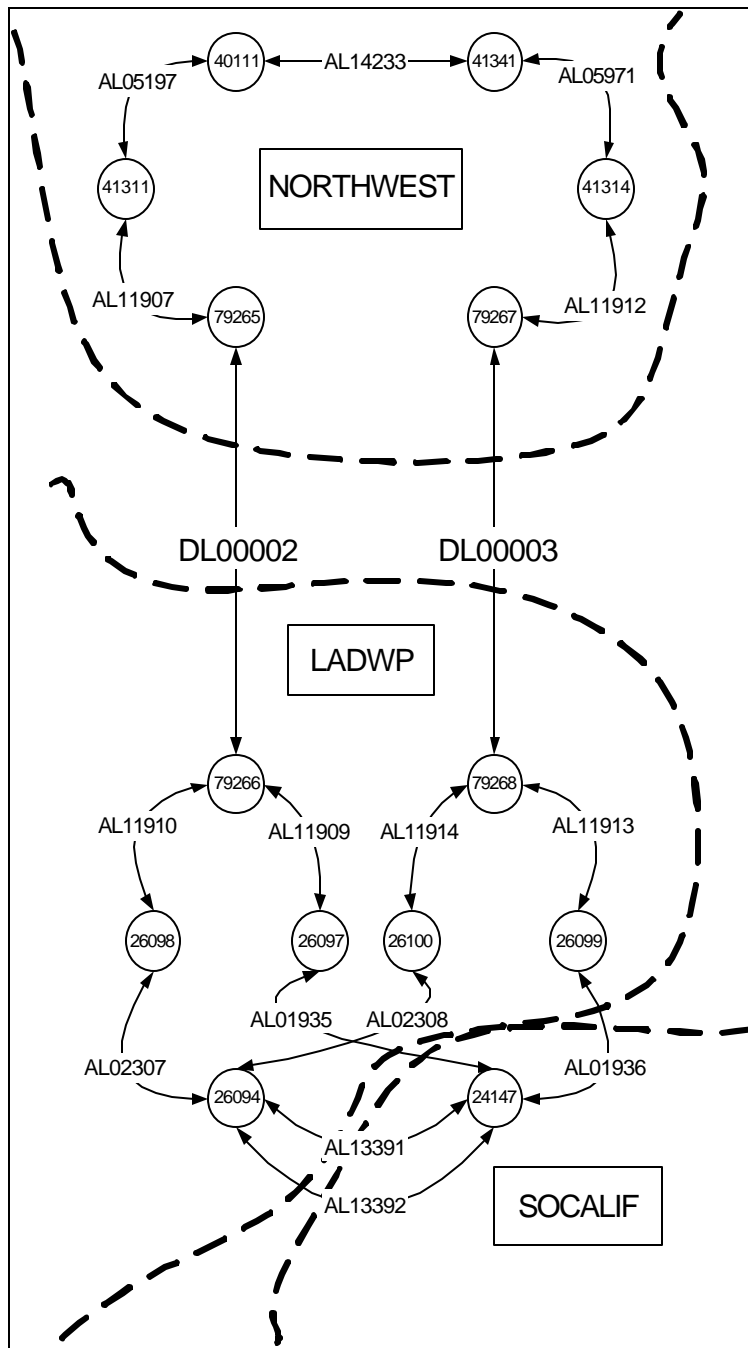 40111 AL14233 41341
AL05197 AL05971
41311 NORTHWEST 41314
AL11907 79265 79267 AL11912
DL00002 DL00003
LADWP
79266 79268
AL11910 AL11909 AL11914 AL11913
26098 26097 26100 26099
AL01935 AL02308
AL02307 AL01936
26094 24147
AL13391
AL13392 SOCALIF